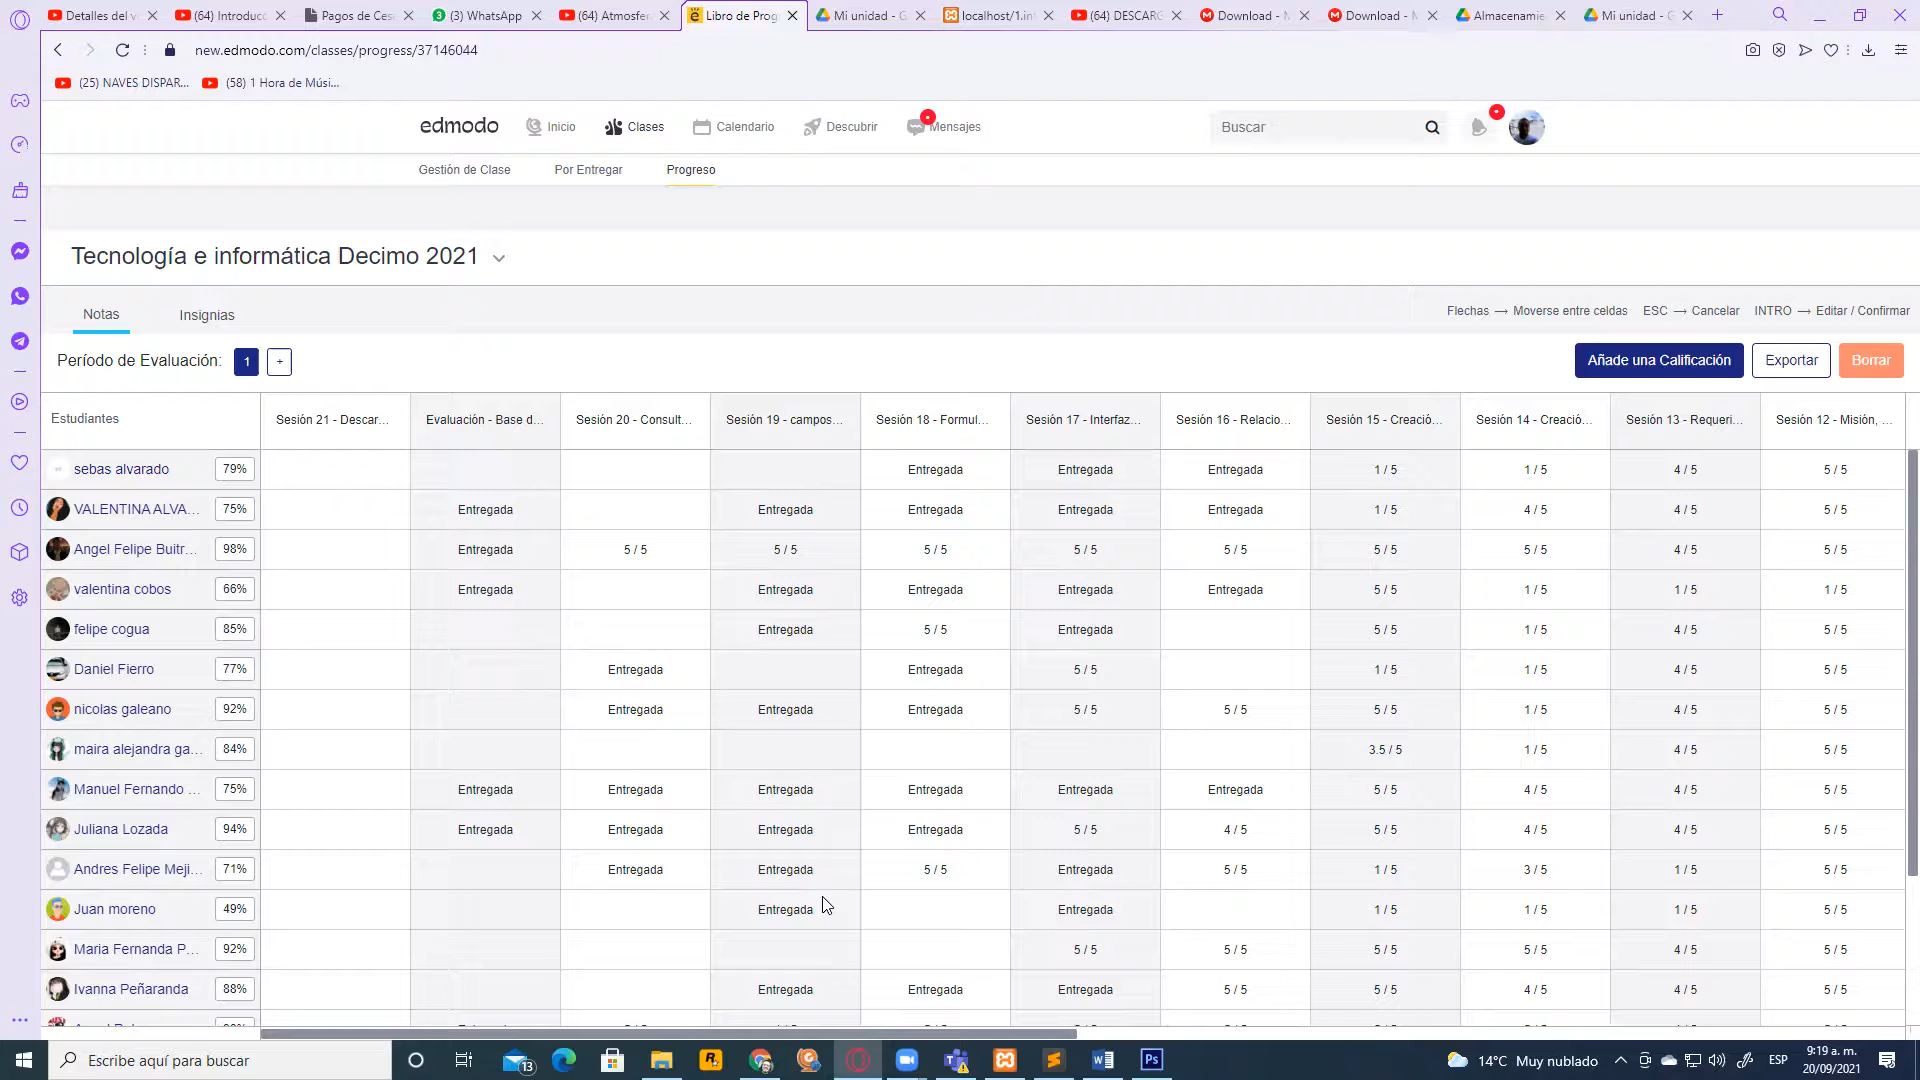 Detalles del v
(64) Introducc
Pagos de Ces
(3) WhatsApp
(64) Atmosfer
Libro de Prog
Mi unidad - G
localhost/1.in
(64) DESCARG
Download - M
Download - M
Almacenamie
Mi unidad - G
new.edmodo.com/classes/progress/37146044
(25) NAVES DISPAR... (58) 1 Hora de Músi...
edmodo Inicio Clases Calendario Descubrir Mensajes Buscar
Gestión de Clase Por Entregar Progreso
Tecnología e informática Decimo 2021
Notas Insignias Flechas → Moverse entre celdas ESC → Cancelar INTRO → Editar / Confirmar
Período de Evaluación: 1 + Añade una Calificación Exportar Borrar
Estudiantes Sesión 21 - Descar... Evaluación - Base d... Sesión 20 - Consult... Sesión 19 - campos... Sesión 18 - Formul... Sesión 17 - Interfaz... Sesión 16 - Relacio... Sesión 15 - Creació... Sesión 14 - Creació... Sesión 13 - Requeri... Sesión 12 - Misión, ...
sebas alvarado 79% Entregada Entregada Entregada 1 / 5 1 / 5 4 / 5 5 / 5
VALENTINA ALVA... 75% Entregada Entregada Entregada Entregada Entregada 1 / 5 4 / 5 4 / 5 5 / 5
Angel Felipe Buitr... 98% Entregada 5 / 5 5 / 5 5 / 5 5 / 5 5 / 5 5 / 5 5 / 5 4 / 5 5 / 5
valentina cobos 66% Entregada Entregada Entregada Entregada Entregada 5 / 5 1 / 5 1 / 5 1 / 5
felipe cogua 85% Entregada 5 / 5 Entregada 5 / 5 1 / 5 4 / 5 5 / 5
Daniel Fierro 77% Entregada Entregada 5 / 5 1 / 5 1 / 5 4 / 5 5 / 5
nicolas galeano 92% Entregada Entregada Entregada 5 / 5 5 / 5 5 / 5 1 / 5 4 / 5 5 / 5
maira alejandra ga... 84% 3.5 / 5 1 / 5 4 / 5 5 / 5
Manuel Fernando ... 75% Entregada Entregada Entregada Entregada Entregada Entregada 5 / 5 4 / 5 4 / 5 5 / 5
Juliana Lozada 94% Entregada Entregada Entregada Entregada 5 / 5 4 / 5 5 / 5 4 / 5 4 / 5 5 / 5
Andres Felipe Meji... 71% Entregada Entregada 5 / 5 Entregada 5 / 5 1 / 5 3 / 5 1 / 5 5 / 5
Juan moreno 49% Entregada Entregada 1 / 5 1 / 5 1 / 5 5 / 5
Maria Fernanda P... 92% 5 / 5 5 / 5 5 / 5 5 / 5 4 / 5 5 / 5
Ivanna Peñaranda 88% Entregada Entregada Entregada 5 / 5 5 / 5 4 / 5 4 / 5 5 / 5
Escribe aquí para buscar 13 R Ps 14°C Muy nublado ESP 9:19 a. m.
20/09/2021